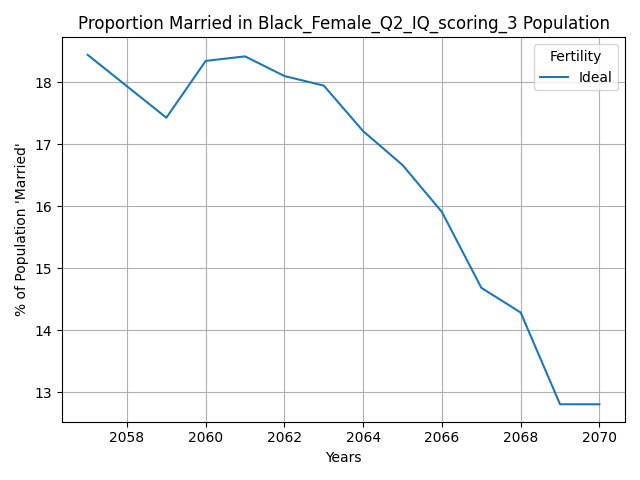 Proportion Married in Black_Female_Q2_IQ_scoring_3 Population
Fertility
Ideal
18
17
16
15
14
13
% of Population 'Married'
2058 2060 2062 2064 2066 2068 2070
Years